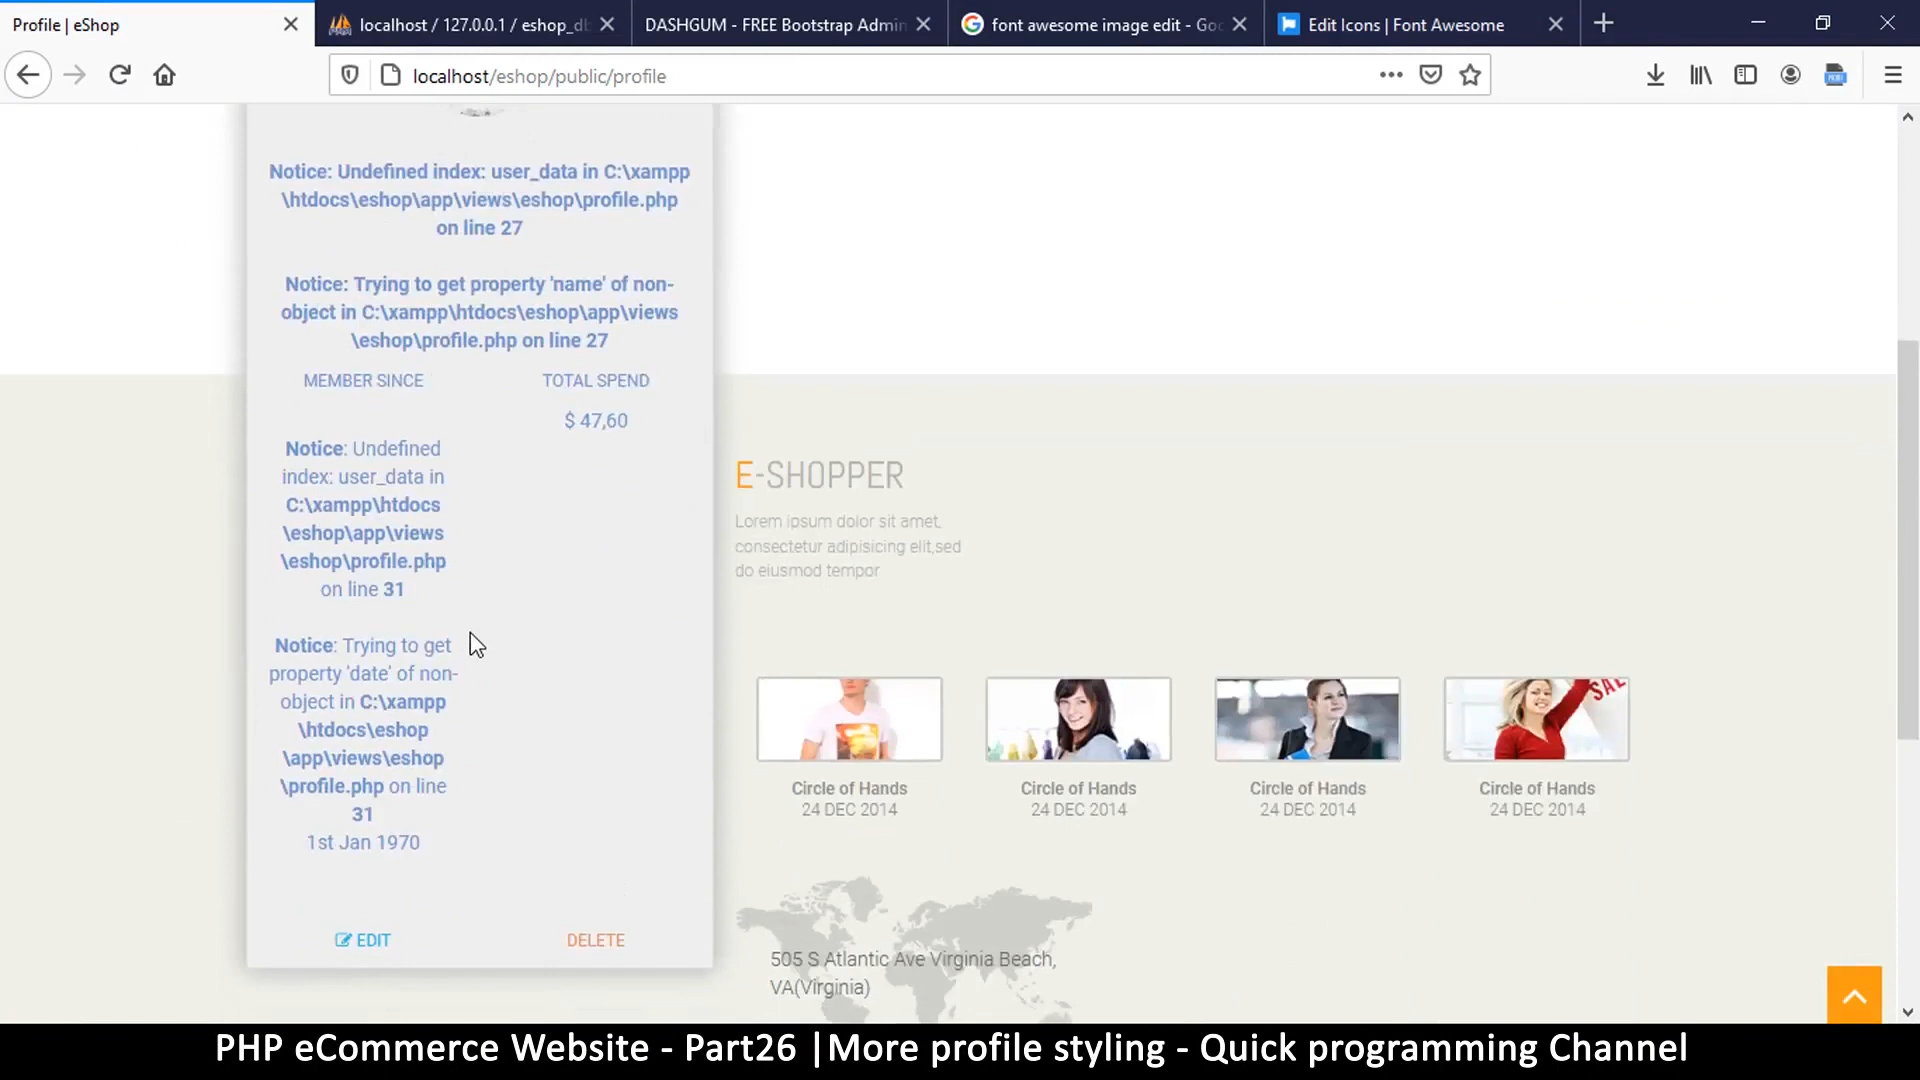 Profile | eShop
localhost / 127.0.0.1 / eshop_db
DASHGUM - FREE Bootstrap Admin
font awesome image edit - Goo
Edit Icons | Font Awesome
localhost/eshop/public/profile
Notice: Undefined index: user_data in C:\xampp
\htdocs\eshop\app\views\eshop\profile.php
on line 27
Notice: Trying to get property 'name' of non-
object in C:\xampp\htdocs\eshop\app\views
\eshop\profile.php on line 27
MEMBER SINCE
TOTAL SPEND
$ 47,60
Notice: Undefined
index: user_data in
C:\xampp\htdocs
\eshop\app\views
\eshop\profile.php
on line 31
Notice: Trying to get
property 'date' of non-
object in C:\xampp
\htdocs\eshop
\app\views\eshop
\profile.php on line
31
1st Jan 1970
EDIT
DELETE
E-SHOPPER
Lorem ipsum dolor sit amet,
consectetur adipisicing elit,sed
do eiusmod tempor
SALE
Circle of Hands
24 DEC 2014
Circle of Hands
24 DEC 2014
Circle of Hands
24 DEC 2014
Circle of Hands
24 DEC 2014
505 S Atlantic Ave Virginia Beach,
VA(Virginia)
PHP eCommerce Website - Part26 |More profile styling - Quick programming Channel